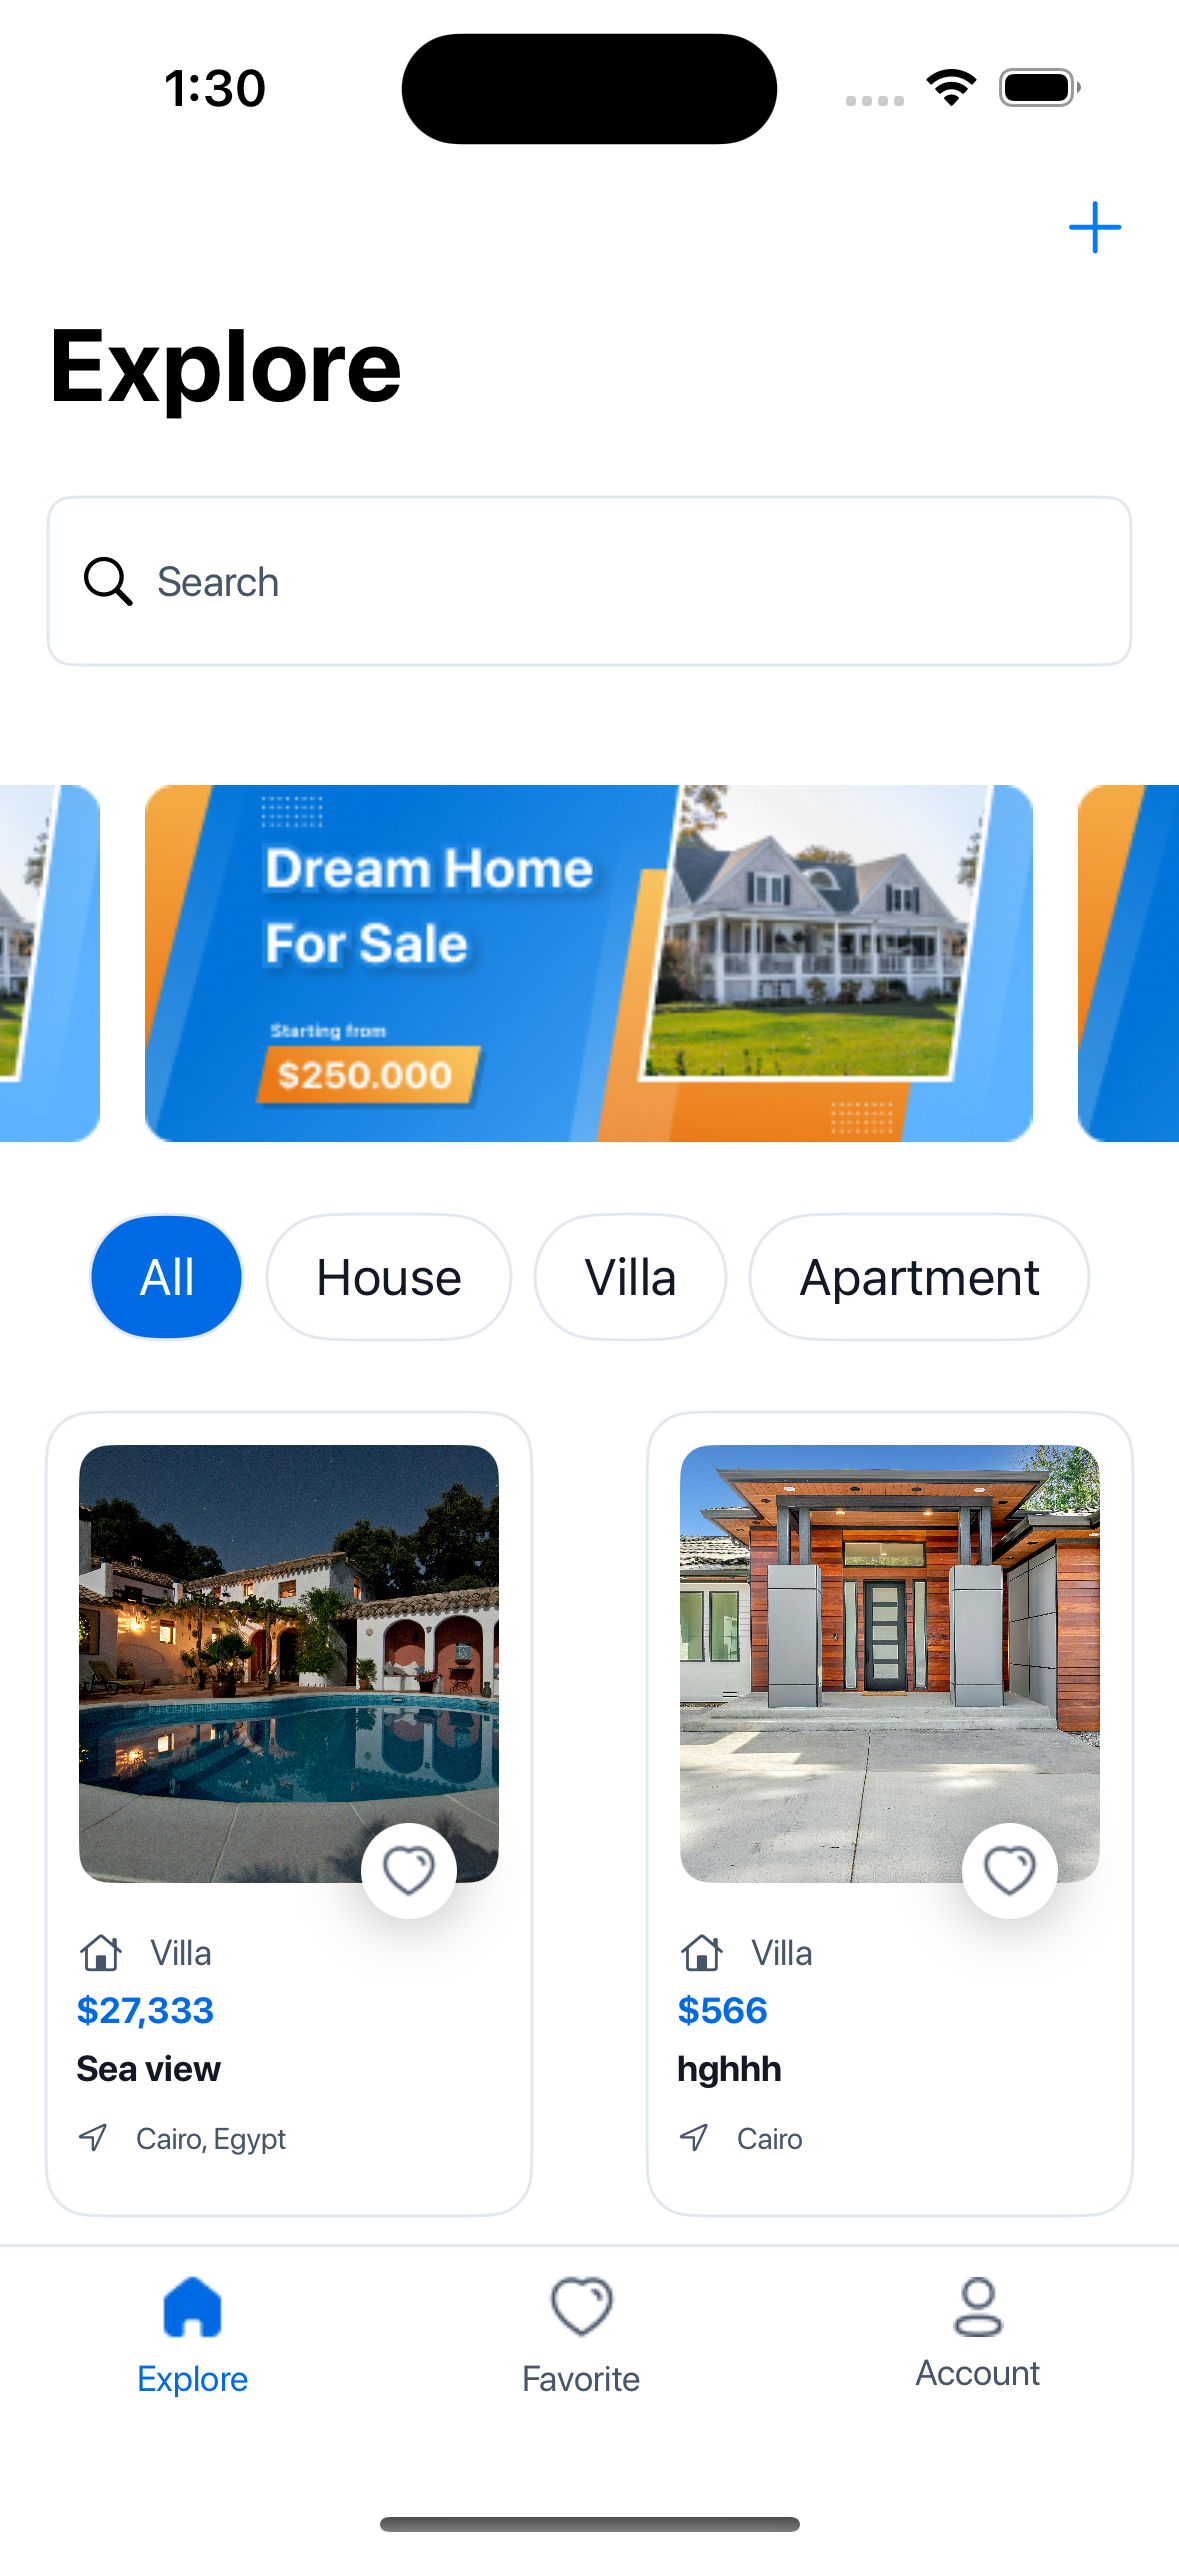 1:30
Explore
Search
Dream Home
For Sale
Starting from
$250.000
All
House
Villa
Apartment
Villa
$27,333
Sea view
Cairo, Egypt
Villa
$566
hghhh
Cairo
Explore
Favorite
Account